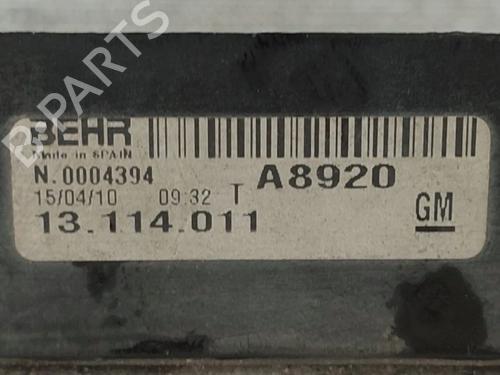 B-PARTS
BEHR
Made in SPAIN
N.0004394 A8920
15/04/10 09:32 T
13.114.011 GM